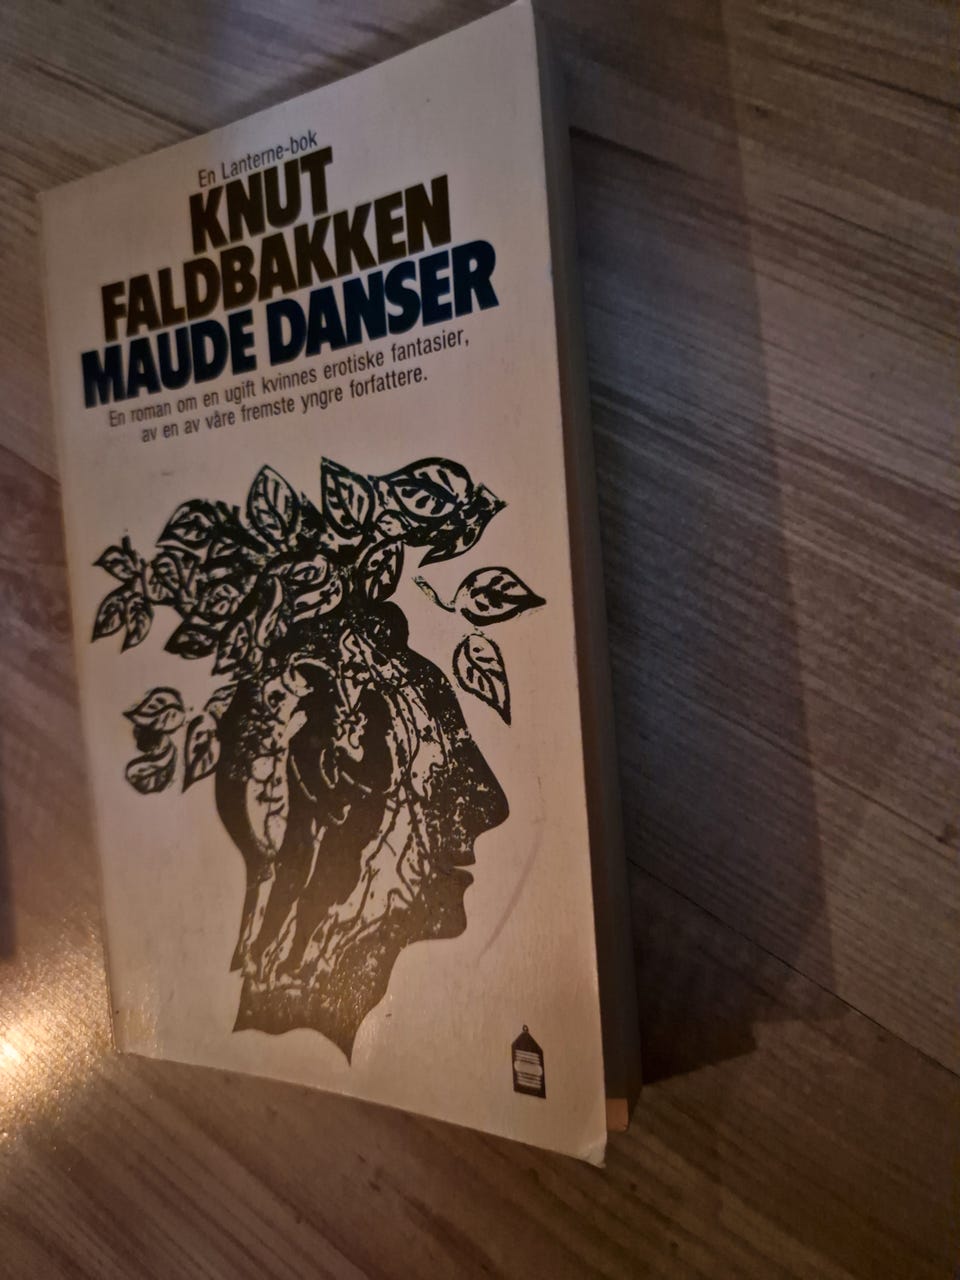 En Lanterne-bok
KNUT
FALDBAKKEN
MAUDE DANSER
En roman om en ugift kvinnes erotiske fantasier,
av en av våre fremste yngre forfattere.